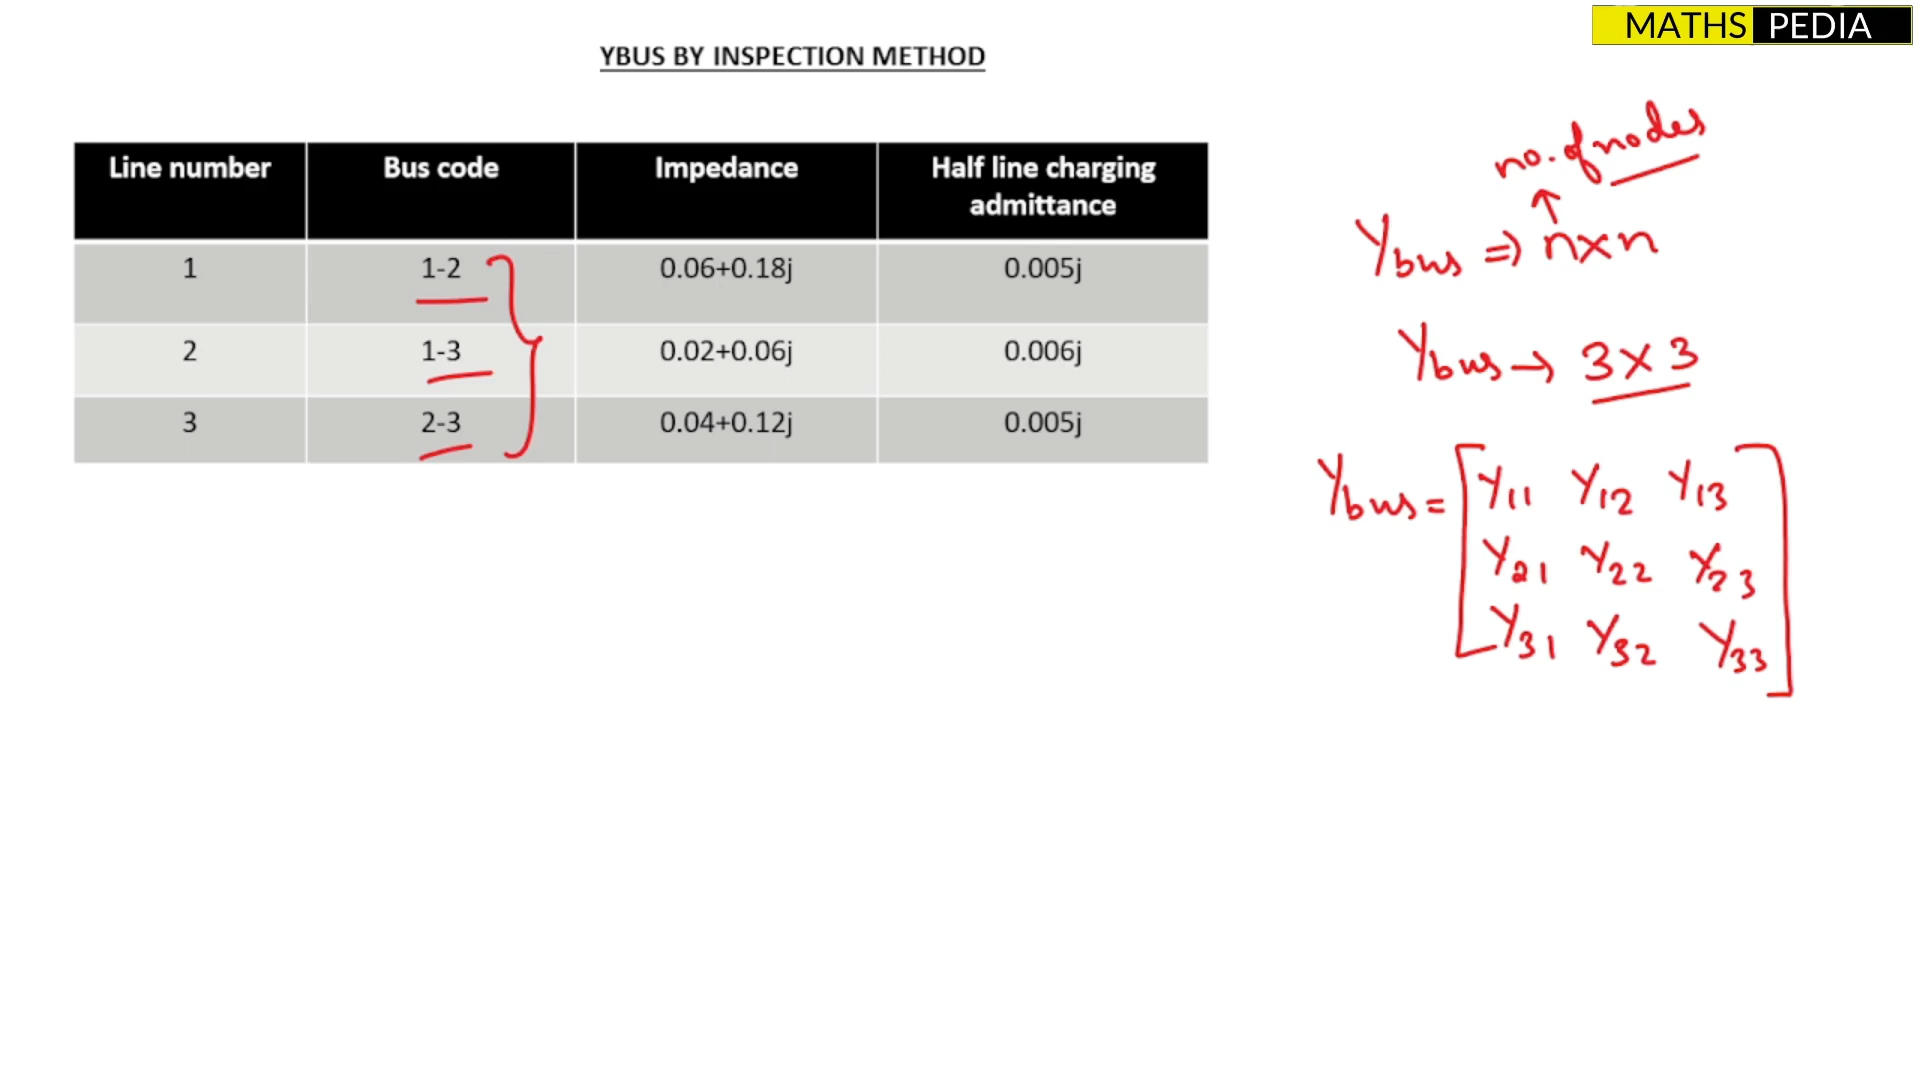 MATHS PEDIA
YBUS BY INSPECTION METHOD
Line number Bus code Impedance Half line charging admittance
1 1-2 0.06+0.18j 0.005j
2 1-3 0.02+0.06j 0.006j
3 2-3 0.04+0.12j 0.005j
no. of nodes
↑
Ybus ⇒ n×n
Ybus → 3×3
Ybus = [Y11 Y12 Y13
Y21 Y22 Y23
Y31 Y32 Y33]